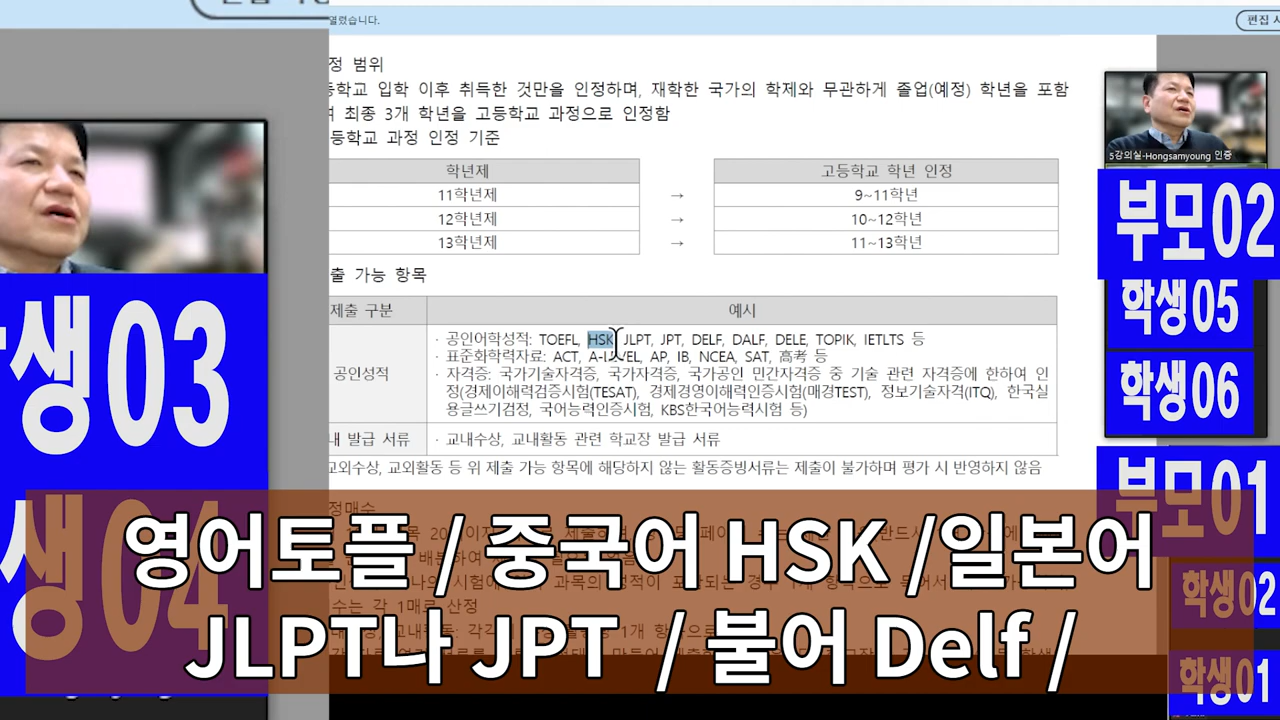 열렸습니다.
정 범위
등학교 입학 이후 취득한 것만을 인정하며, 재학한 국가의 학제와 무관하게 졸업(예정) 학년을 포함
최종 3개 학년을 고등학교 과정으로 인정함
등학교 과정 인정 기준
학년제 고등학교 학년 인정
11학년제 → 9~11학년
12학년제 → 10~12학년
13학년제 → 11~13학년
출 가능 항목
제출 구분 예시
공인성적
· 공인어학성적: TOEFL, HSK, JLPT, JPT, DELF, DALF, DELE, TOPIK, IETLTS 등
· 표준화학력자료: ACT, A-LEVEL, AP, IB, NCEA, SAT, 高考 등
· 자격증: 국가기술자격증, 국가자격증, 국가공인 민간자격증 중 기술 관련 자격증에 한하여 인
정(경제이해력검증시험(TESAT), 경제경영이해력인증시험(매경TEST), 정보기술자격(ITQ), 한국실
용글쓰기검정, 국어능력인증시험, KBS한국어능력시험 등)
내 발급 서류 · 교내수상, 교내활동 관련 학교장 발급 서류
교외수상, 교외활동 등 위 제출 가능 항목에 해당하지 않는 활동증빙서류는 제출이 불가하며 평가 시 반영하지 않음
수는 각 1매로 산정
5강의실-Hongsamyoung 인증
부모02
학생05
학생06
부모01
학생02
학생01
생03
생04
영어토플 / 중국어 HSK /일본어
JLPT나 JPT / 불어 Delf /